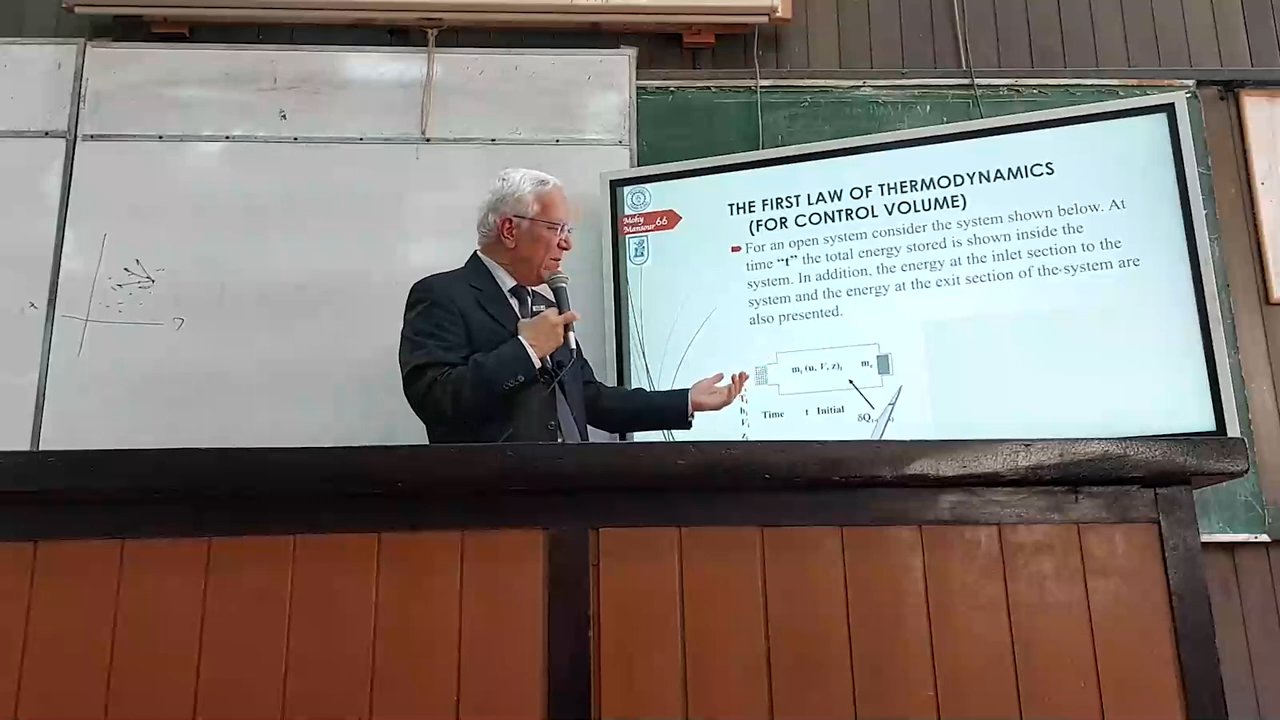 THE FIRST LAW OF THERMODYNAMICS
(FOR CONTROL VOLUME)
Mohy
Mansour 66
For an open system consider the system shown below. At
time “t” the total energy stored is shown inside the
system. In addition, the energy at the inlet section to the
system and the energy at the exit section of the system are
also presented.
Time t Initial